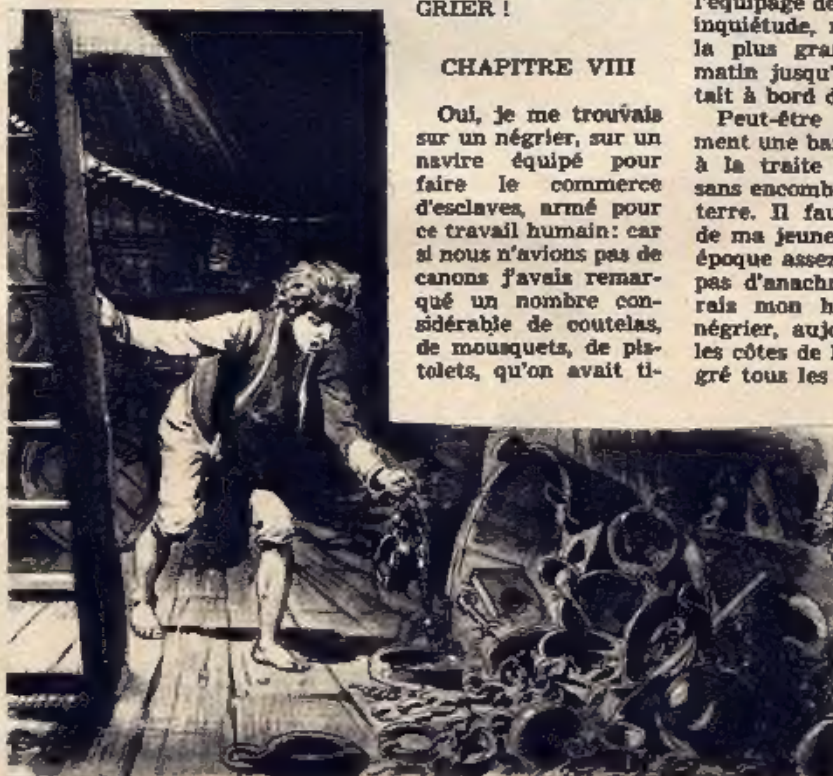 GRIER !
CHAPITRE VIII
Oui, je me trouvais
sur un négrier, sur un
navire équipé pour
faire le commerce
d'esclaves, armé pour
ce travail humain: car
si nous n'avions pas de
canons j'avais remar-
qué un nombre con-
sidérable de coutelas,
de mousquets, de pis-
tolets, qu'on avait ti-
l'équipage de
inquiétude,
la plus gra
matin jusqu'
tait à bord d
Peut-être
ment une ba
à la traite
sans encomb
terre. Il fau
de ma jeune
époque assez
pas d'anach
rais mon h
négrier, auj
les côtes de
gré tous les